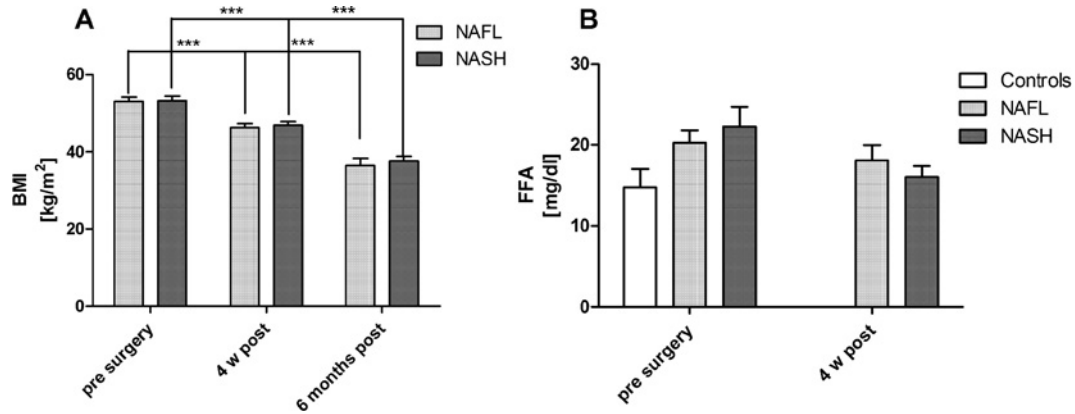 A
*** ***
*** ***
NAFL
NASH
BMI
[kg/m²]
60
40
20
0
pre surgery
4 w post
6 months post
B
Controls
NAFL
NASH
FFA
[mg/dl]
30
20
10
0
pre surgery
4 w post